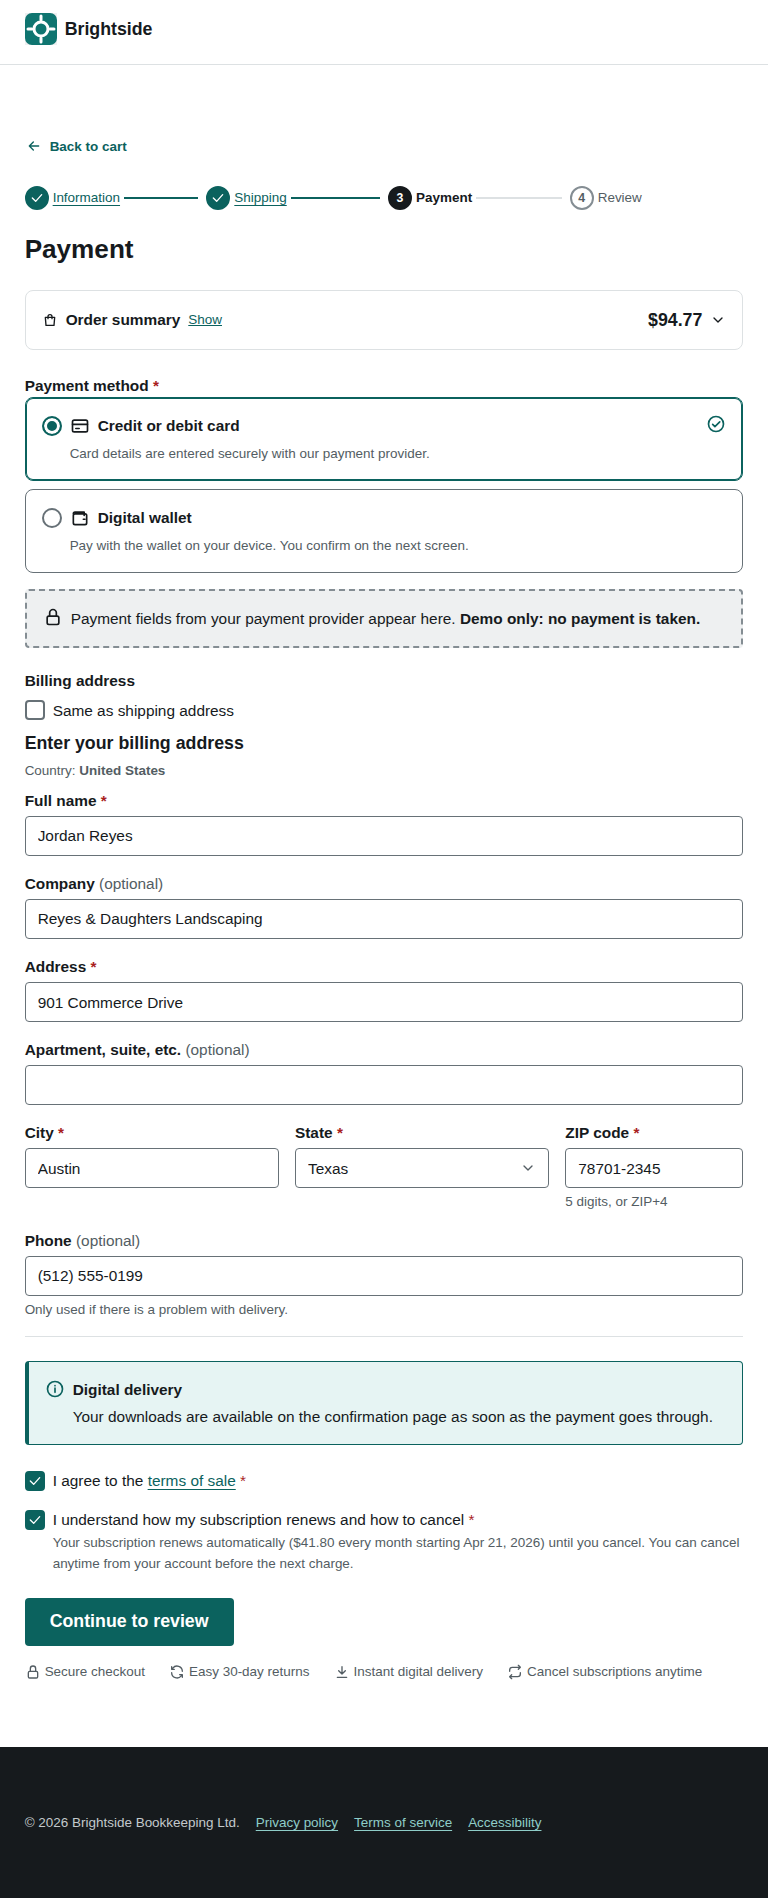 Brightside
Back to cart
Information
Shipping
3 Payment
4 Review
Payment
Order summary Show
$94.77
Payment method *
Credit or debit card
Card details are entered securely with our payment provider.
Digital wallet
Pay with the wallet on your device. You confirm on the next screen.
Payment fields from your payment provider appear here. Demo only: no payment is taken.
Billing address
Same as shipping address
Enter your billing address
Country: United States
Full name *
Jordan Reyes
Company (optional)
Reyes & Daughters Landscaping
Address *
901 Commerce Drive
Apartment, suite, etc. (optional)
City *
Austin
State *
Texas
ZIP code *
78701-2345
5 digits, or ZIP+4
Phone (optional)
(512) 555-0199
Only used if there is a problem with delivery.
Digital delivery
Your downloads are available on the confirmation page as soon as the payment goes through.
I agree to the terms of sale *
I understand how my subscription renews and how to cancel *
Your subscription renews automatically ($41.80 every month starting Apr 21, 2026) until you cancel. You can cancel
anytime from your account before the next charge.
Continue to review
Secure checkout
Easy 30-day returns
Instant digital delivery
Cancel subscriptions anytime
© 2026 Brightside Bookkeeping Ltd.
Privacy policy
Terms of service
Accessibility